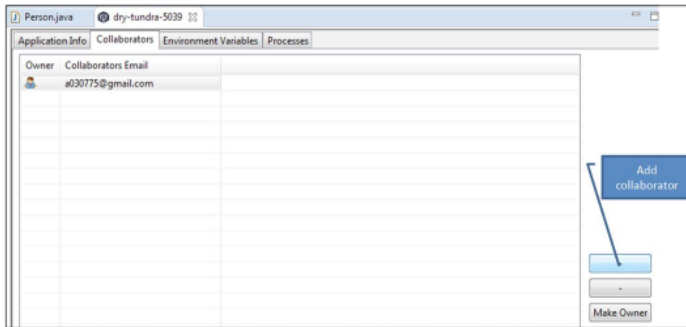 Person.java dry-tundra-5039
Application Info Collaborators Environment Variables Processes
Owner Collaborators Email
a030775@gmail.com
Add
collaborator
-
Make Owner